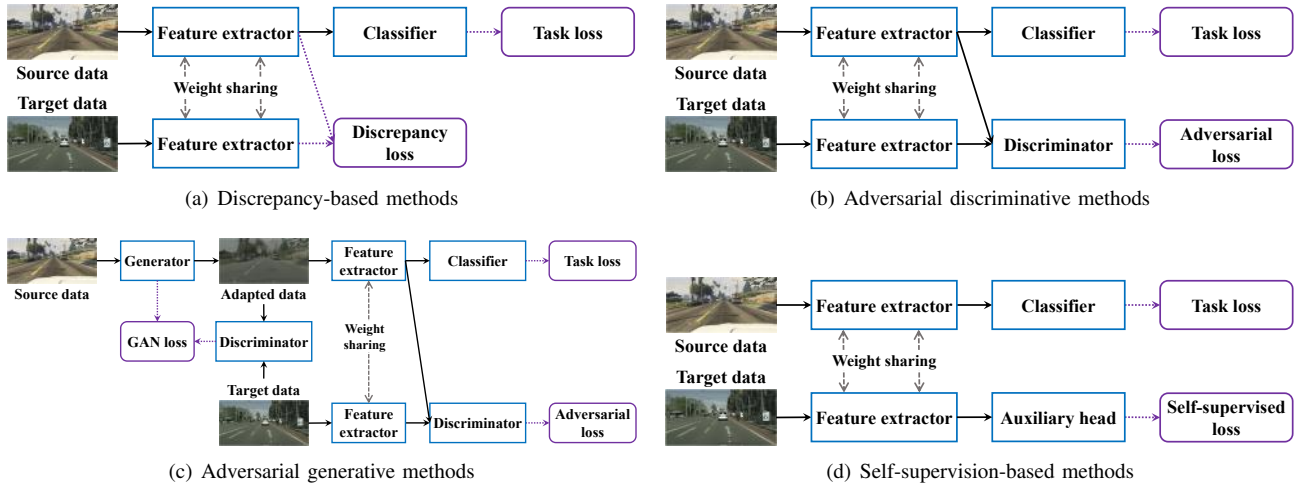 Feature extractor
Classifier
Task loss
Source data
Weight sharing
Target data
Feature extractor
Discrepancy
loss
(a) Discrepancy-based methods
Feature extractor
Classifier
Task loss
Source data
Weight sharing
Target data
Feature extractor
Discriminator
Adversarial
loss
(b) Adversarial discriminative methods
Generator
Feature
extractor
Classifier
Task loss
Source data
Adapted data
GAN loss
Discriminator
Weight
sharing
Target data
Feature
extractor
Discriminator
Adversarial
loss
(c) Adversarial generative methods
Feature extractor
Classifier
Task loss
Source data
Weight sharing
Target data
Feature extractor
Auxiliary head
Self-supervised
loss
(d) Self-supervision-based methods